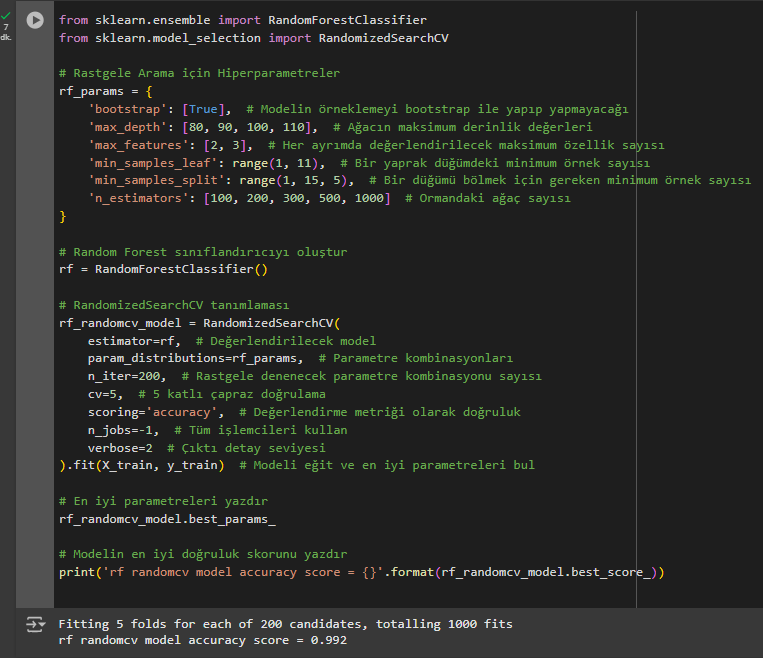 7
dk.
from sklearn.ensemble import RandomForestClassifier
from sklearn.model_selection import RandomizedSearchCV
# Rastgele Arama için Hiperparametreler
rf_params = {
    'bootstrap': [True],  # Modelin örneklemeyi bootstrap ile yapıp yapmayacağı
    'max_depth': [80, 90, 100, 110],  # Ağacın maksimum derinlik değerleri
    'max_features': [2, 3],  # Her ayrımda değerlendirilecek maksimum özellik sayısı
    'min_samples_leaf': range(1, 11),  # Bir yaprak düğümdeki minimum örnek sayısı
    'min_samples_split': range(1, 15, 5),  # Bir düğümü bölmek için gereken minimum örnek sayısı
    'n_estimators': [100, 200, 300, 500, 1000]  # Ormandaki ağaç sayısı
}
# Random Forest sınıflandırıcıyı oluştur
rf = RandomForestClassifier()
# RandomizedSearchCV tanımlaması
rf_randomcv_model = RandomizedSearchCV(
    estimator=rf,  # Değerlendirilecek model
    param_distributions=rf_params,  # Parametre kombinasyonları
    n_iter=200,  # Rastgele denenecek parametre kombinasyonu sayısı
    cv=5,  # 5 katlı çapraz doğrulama
    scoring='accuracy',  # Değerlendirme metriği olarak doğruluk
    n_jobs=-1,  # Tüm işlemcileri kullan
    verbose=2  # Çıktı detay seviyesi
).fit(X_train, y_train)  # Modeli eğit ve en iyi parametreleri bul
# En iyi parametreleri yazdır
rf_randomcv_model.best_params_
# Modelin en iyi doğruluk skorunu yazdır
print('rf randomcv model accuracy score = {}'.format(rf_randomcv_model.best_score_))
Fitting 5 folds for each of 200 candidates, totalling 1000 fits
rf randomcv model accuracy score = 0.992